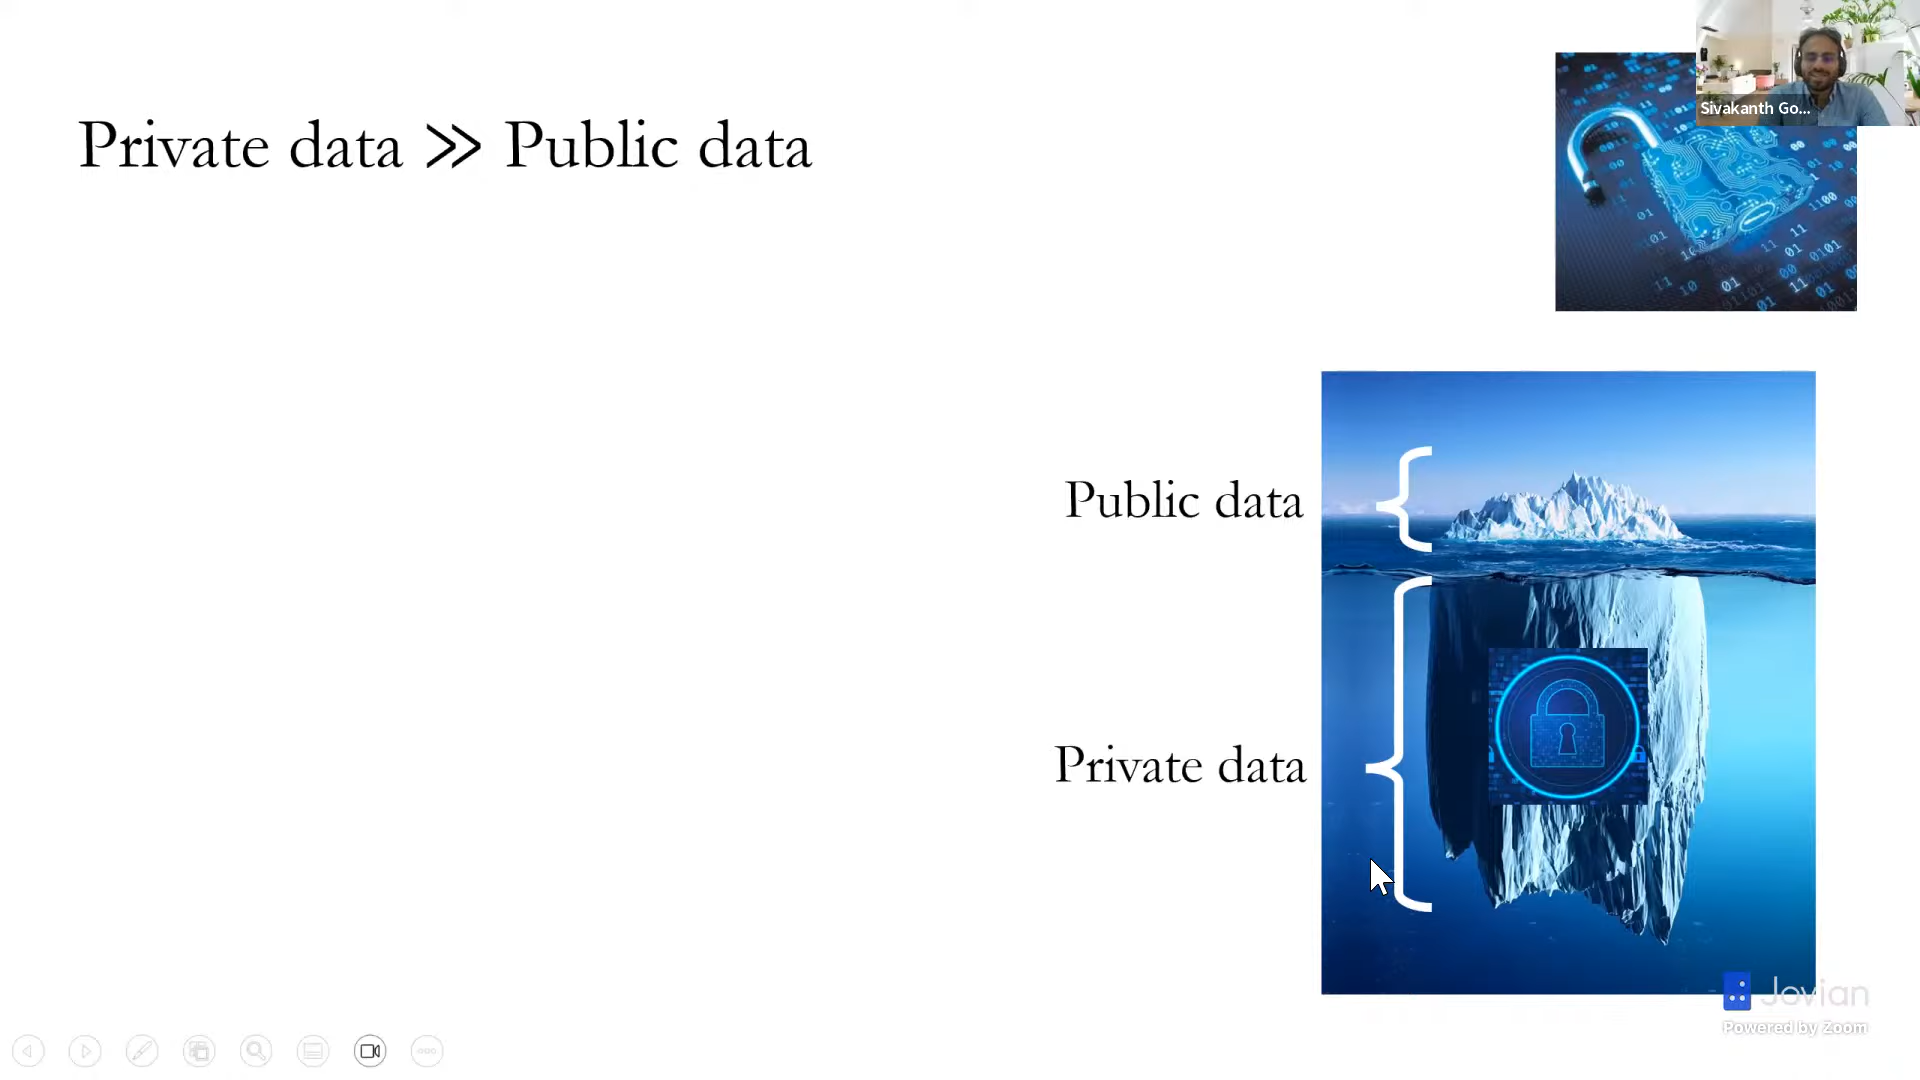 Sivakanth Go...
Private data ≫ Public data
Public data
Private data
Jovian
Powered by Zoom